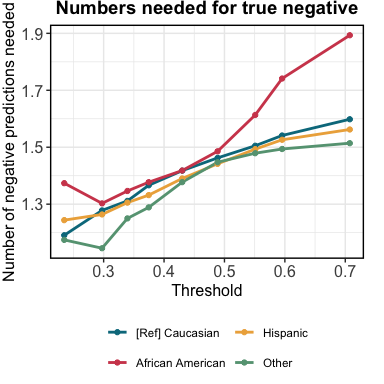 Numbers needed for true negative
Number of negative predictions needed
1.9
1.7
1.5
1.3
0.3 0.4 0.5 0.6 0.7
Threshold
[Ref] Caucasian Hispanic
African American Other